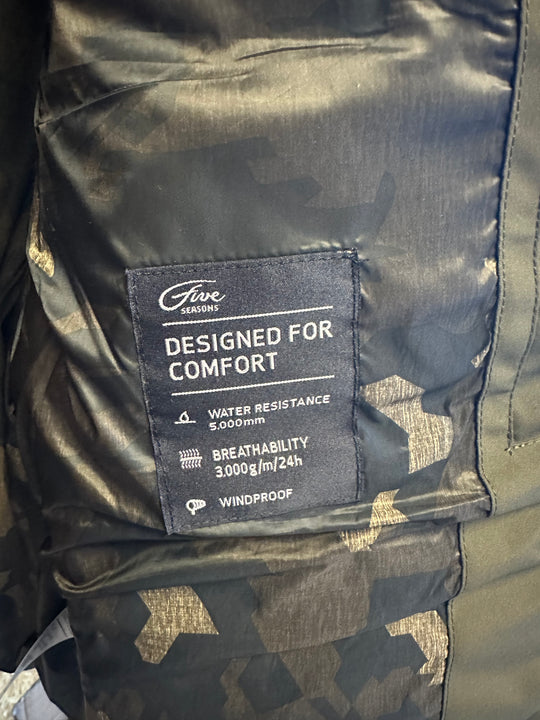 Five
SEASONS
DESIGNED FOR
COMFORT
WATER RESISTANCE
5.000mm
BREATHABILITY
3.000g/m/24h
WINDPROOF